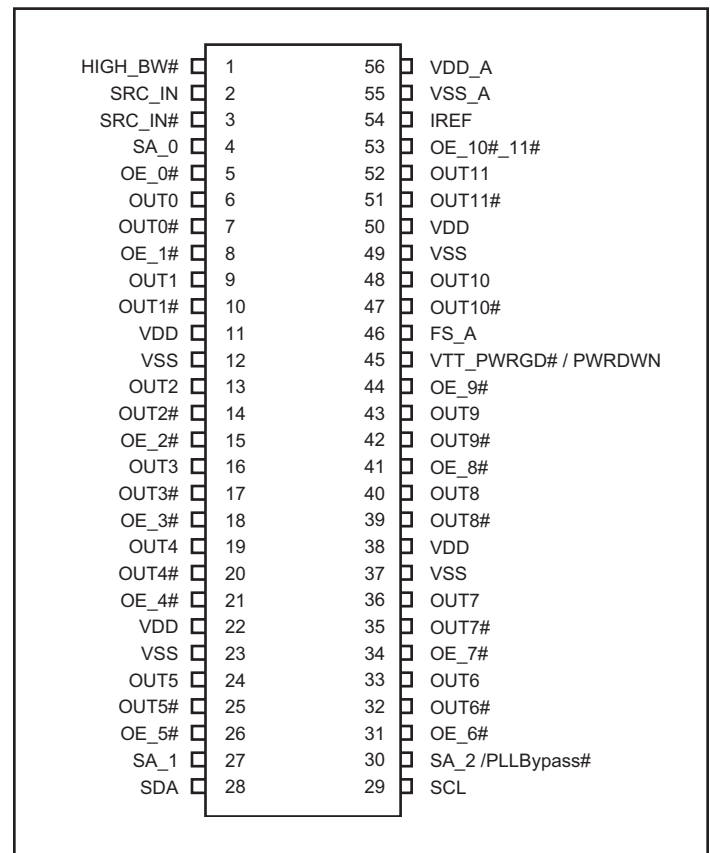 HIGH_BW# 1 56 VDD_A
SRC_IN 2 55 VSS_A
SRC_IN# 3 54 IREF
SA_0 4 53 OE_10#_11#
OE_0# 5 52 OUT11
OUT0 6 51 OUT11#
OUT0# 7 50 VDD
OE_1# 8 49 VSS
OUT1 9 48 OUT10
OUT1# 10 47 OUT10#
VDD 11 46 FS_A
VSS 12 45 VTT_PWRGD# / PWRDWN
OUT2 13 44 OE_9#
OUT2# 14 43 OUT9
OE_2# 15 42 OUT9#
OUT3 16 41 OE_8#
OUT3# 17 40 OUT8
OE_3# 18 39 OUT8#
OUT4 19 38 VDD
OUT4# 20 37 VSS
OE_4# 21 36 OUT7
VDD 22 35 OUT7#
VSS 23 34 OE_7#
OUT5 24 33 OUT6
OUT5# 25 32 OUT6#
OE_5# 26 31 OE_6#
SA_1 27 30 SA_2 /PLLBypass#
SDA 28 29 SCL